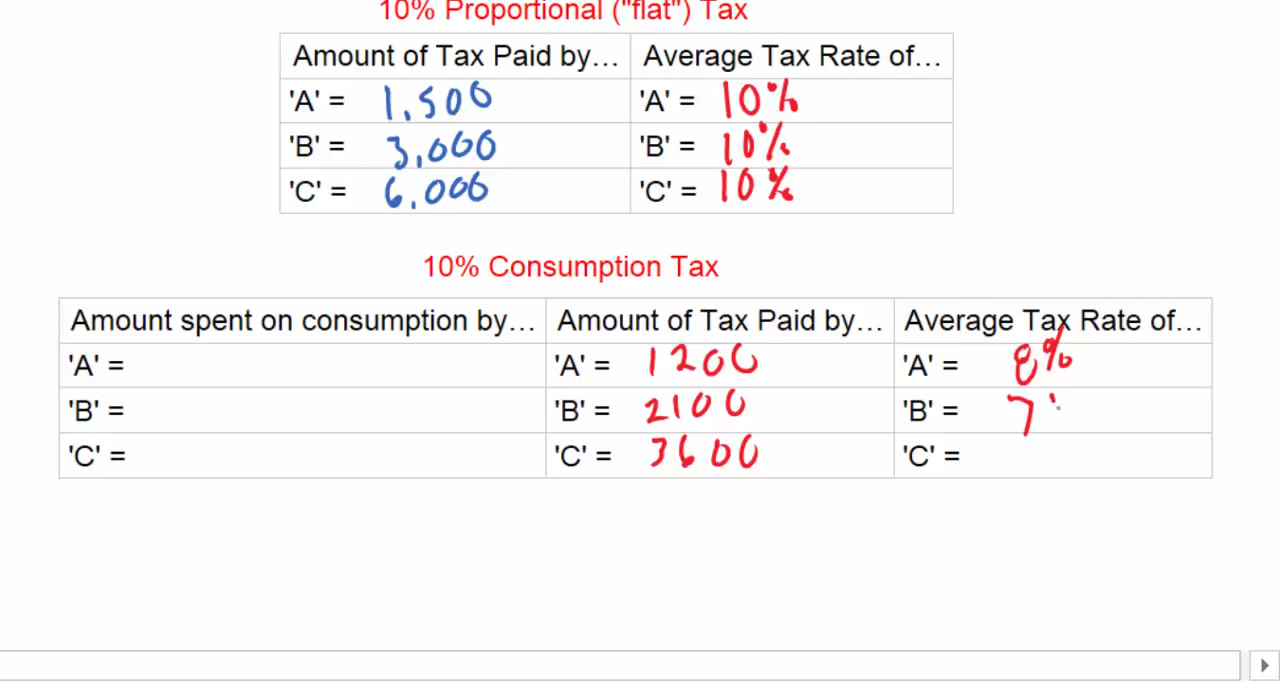 10% Proportional ("flat") Tax
Amount of Tax Paid by... Average Tax Rate of...
'A' = 1,500 'A' = 10%
'B' = 3,000 'B' = 10%
'C' = 6,000 'C' = 10%
10% Consumption Tax
Amount spent on consumption by... Amount of Tax Paid by... Average Tax Rate of...
'A' = 'A' = 1200 'A' = 8%
'B' = 'B' = 2100 'B' = 7
'C' = 'C' = 3600 'C' =